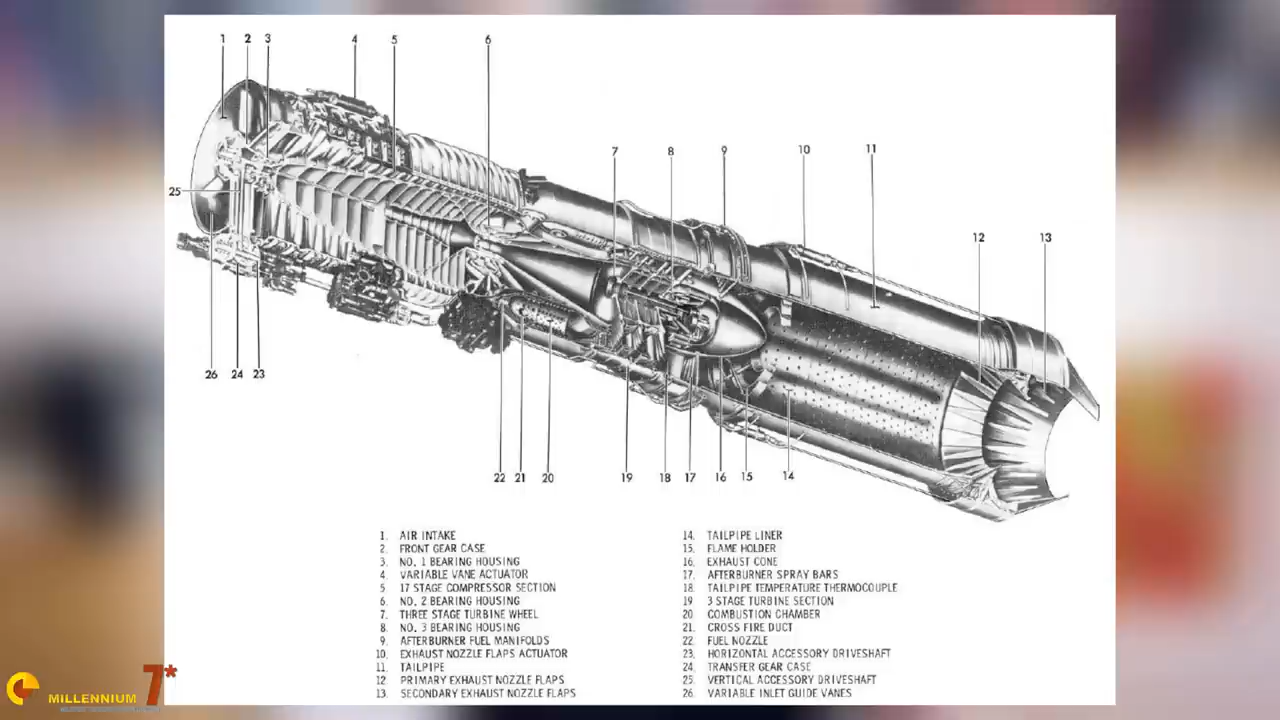 1 2 3 4 5 6
7 8 9 10 11
25 12 13
26 24 23
22 21 20 19 18 17 16 15 14
1. AIR INTAKE
2. FRONT GEAR CASE
3. NO. 1 BEARING HOUSING
4. VARIABLE VANE ACTUATOR
5. 17 STAGE COMPRESSOR SECTION
6. NO. 2 BEARING HOUSING
7. THREE STAGE TURBINE WHEEL
8. NO. 3 BEARING HOUSING
9. AFTERBURNER FUEL MANIFOLDS
10. EXHAUST NOZZLE FLAPS ACTUATOR
11. TAILPIPE
12. PRIMARY EXHAUST NOZZLE FLAPS
13. SECONDARY EXHAUST NOZZLE FLAPS
14. TAILPIPE LINER
15. FLAME HOLDER
16. EXHAUST CONE
17. AFTERBURNER SPRAY BARS
18. TAILPIPE TEMPERATURE THERMOCOUPLE
19 3 STAGE TURBINE SECTION
20. COMBUSTION CHAMBER
21. CROSS FIRE DUCT
22. FUEL NOZZLE
23. HORIZONTAL ACCESSORY DRIVESHAFT
24. TRANSFER GEAR CASE
25. VERTICAL ACCESSORY DRIVESHAFT
26. VARIABLE INLET GUIDE VANES
MILLENNIUM 7*